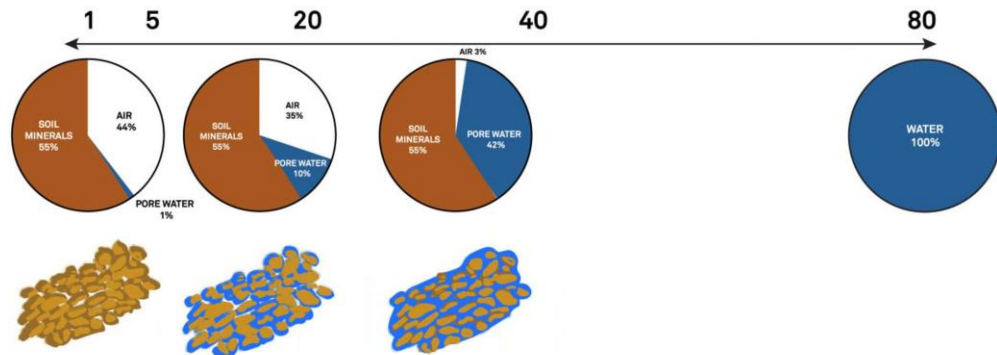 1 5 20 40 80
AIR 3%
SOIL
MINERALS
55%
AIR
44%
PORE WATER
1%
SOIL
MINERALS
55%
AIR
35%
PORE WATER
10%
SOIL
MINERALS
55%
PORE WATER
42%
WATER
100%